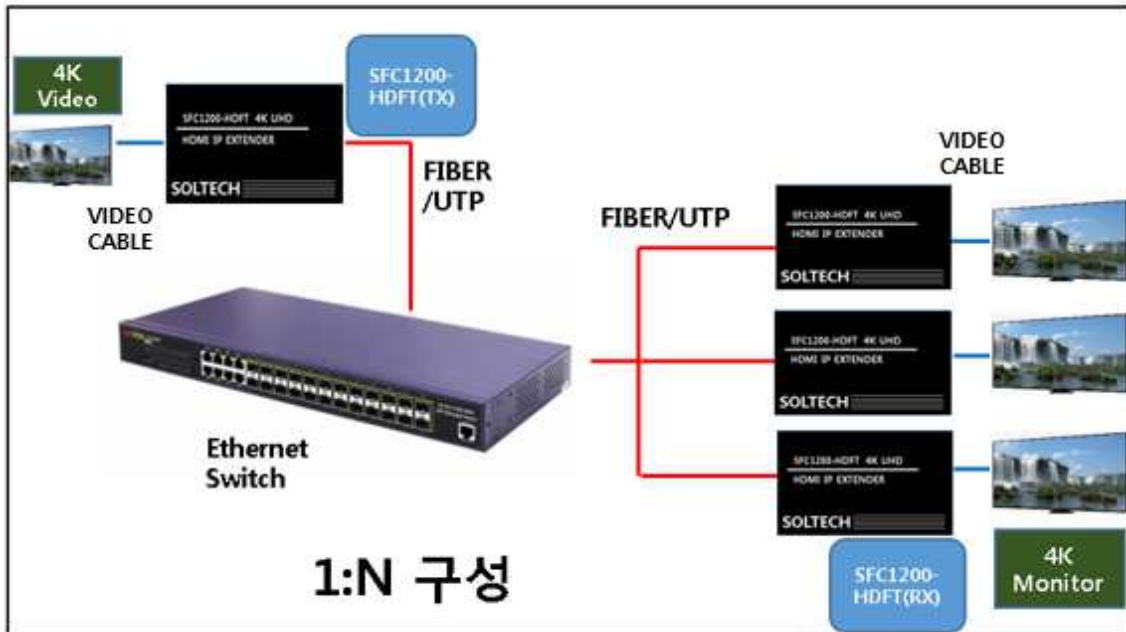 4K
Video
SFC1200-
HDFT(TX)
SFC1200-HDFT 4K UHD
HDMI IP EXTENDER
SOLTECH
VIDEO
CABLE
FIBER
/UTP
FIBER/UTP
VIDEO
CABLE
SFC1200-HDFT 4K UHD
HDMI IP EXTENDER
SOLTECH
SFC1200-HDFT 4K UHD
HDMI IP EXTENDER
SOLTECH
SFC1200-HDFT 4K UHD
HDMI IP EXTENDER
SOLTECH
Ethernet
Switch
1:N 구성
SFC1200-
HDFT(RX)
4K
Monitor